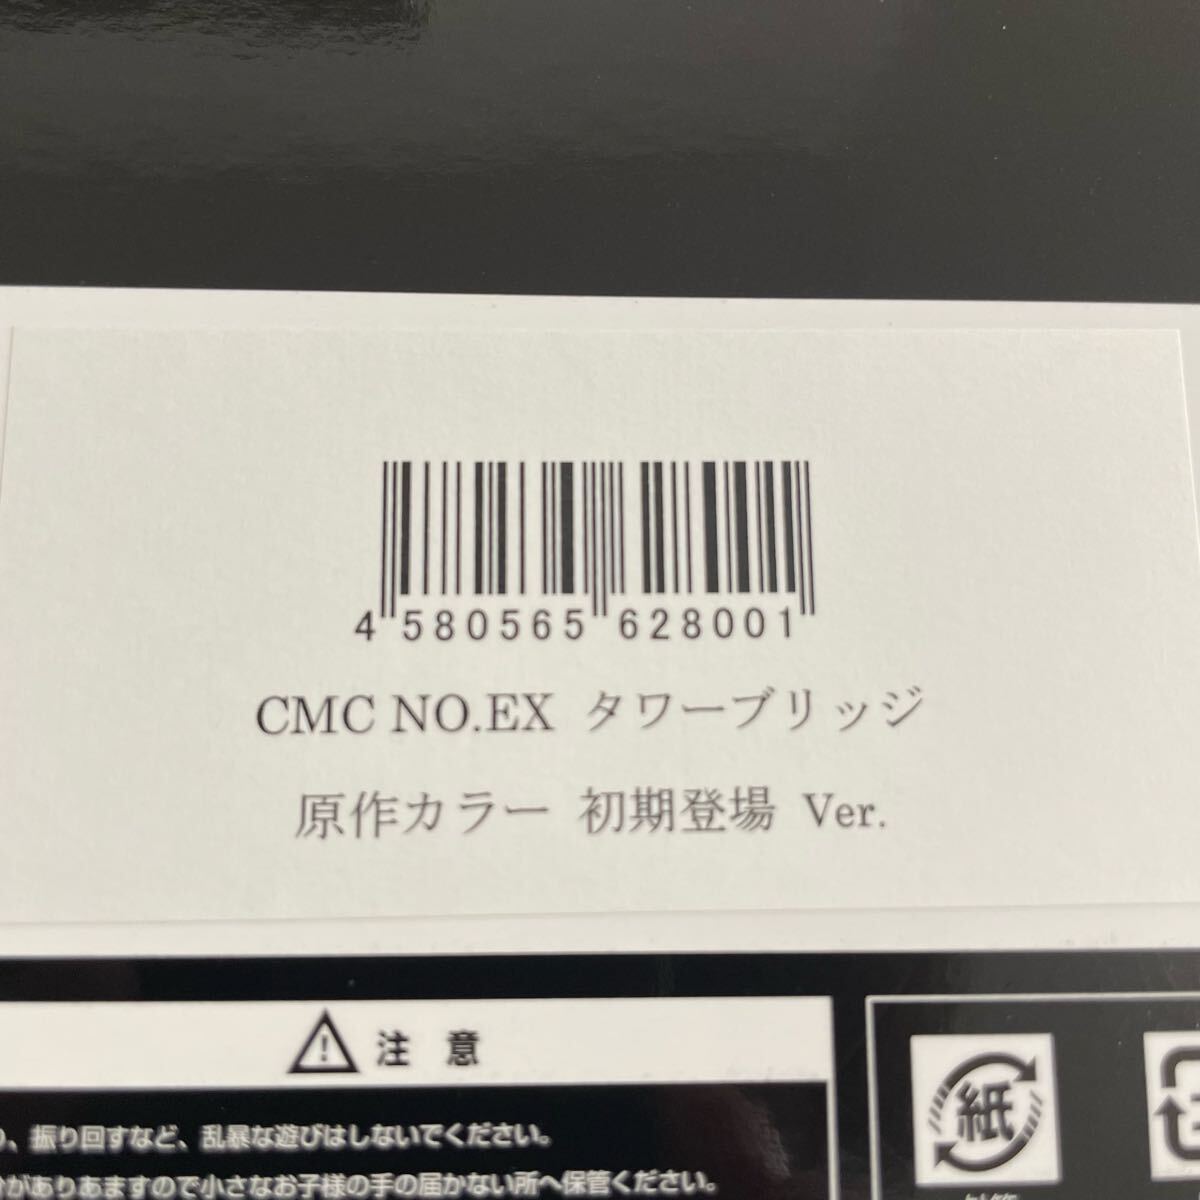 4 580565 628001
CMC NO.EX タワーブリッジ
原作カラー 初期登場 Ver.
注 意
、振り回すなど、乱暴な遊びはしないでください。
がありあますので小さなお子様の手の届かない所へ保管ください。
紙